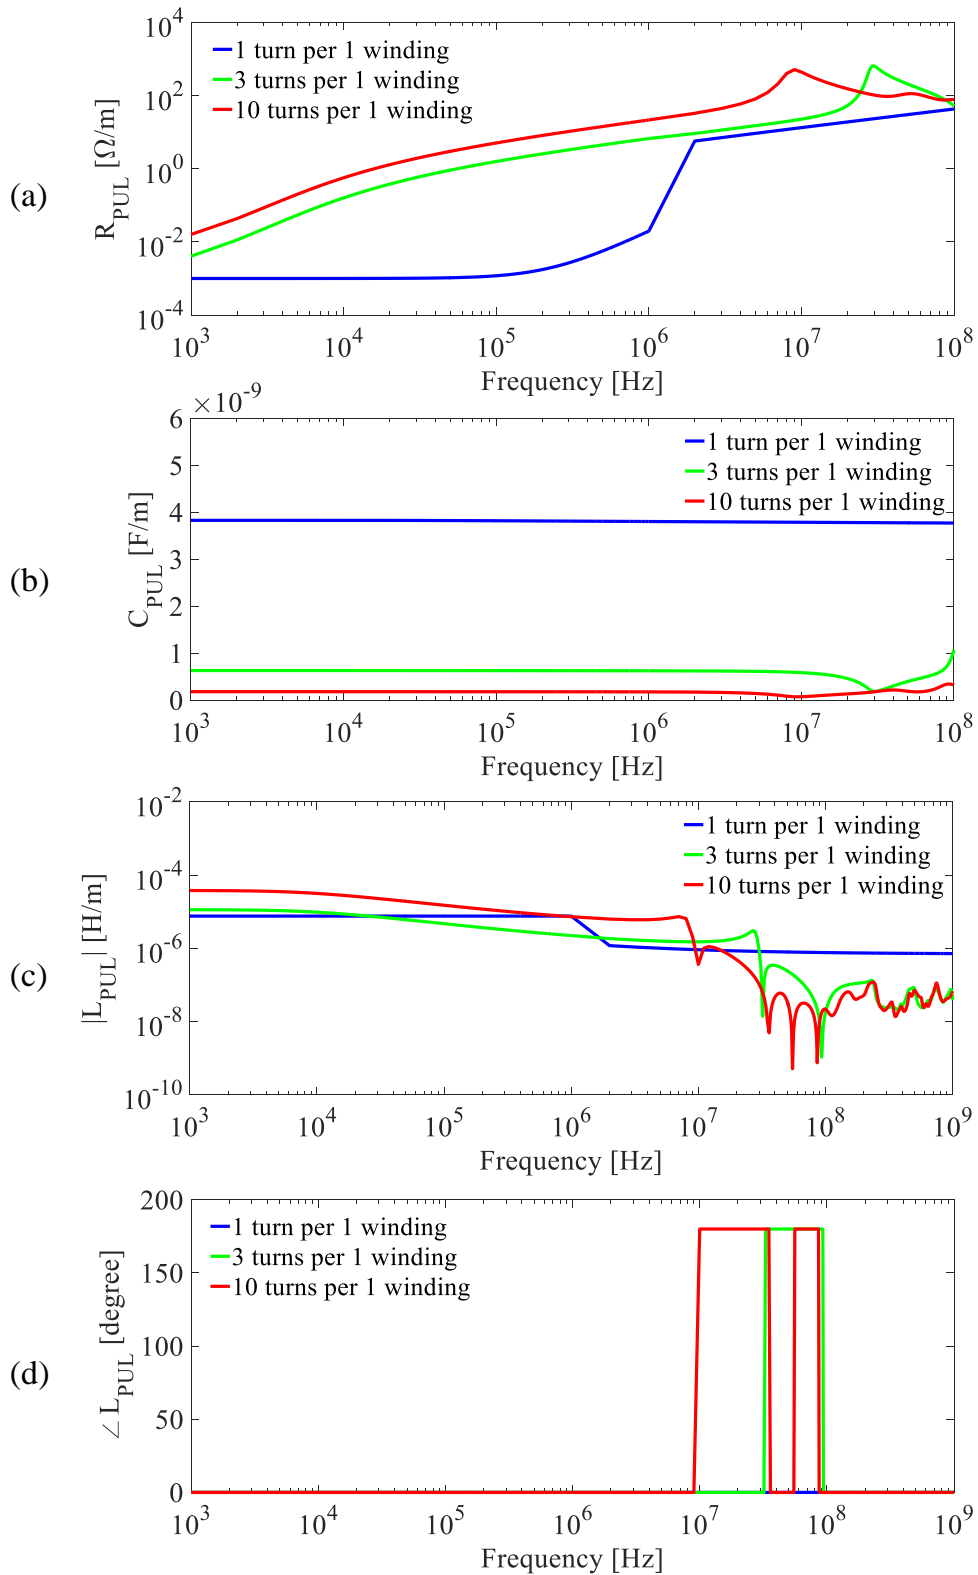 (a)
R_PUL [Ω/m]
10^4
10^2
10^0
10^-2
10^-4
1 turn per 1 winding
3 turns per 1 winding
10 turns per 1 winding
10^3 10^4 10^5 10^6 10^7 10^8
Frequency [Hz]
(b)
C_PUL [F/m]
×10^-9
6
5
4
3
2
1
0
1 turn per 1 winding
3 turns per 1 winding
10 turns per 1 winding
10^3 10^4 10^5 10^6 10^7 10^8
Frequency [Hz]
(c)
|L_PUL| [H/m]
10^-2
10^-4
10^-6
10^-8
10^-10
1 turn per 1 winding
3 turns per 1 winding
10 turns per 1 winding
10^3 10^4 10^5 10^6 10^7 10^8 10^9
Frequency [Hz]
(d)
∠ L_PUL [degree]
200
150
100
50
0
1 turn per 1 winding
3 turns per 1 winding
10 turns per 1 winding
10^3 10^4 10^5 10^6 10^7 10^8 10^9
Frequency [Hz]